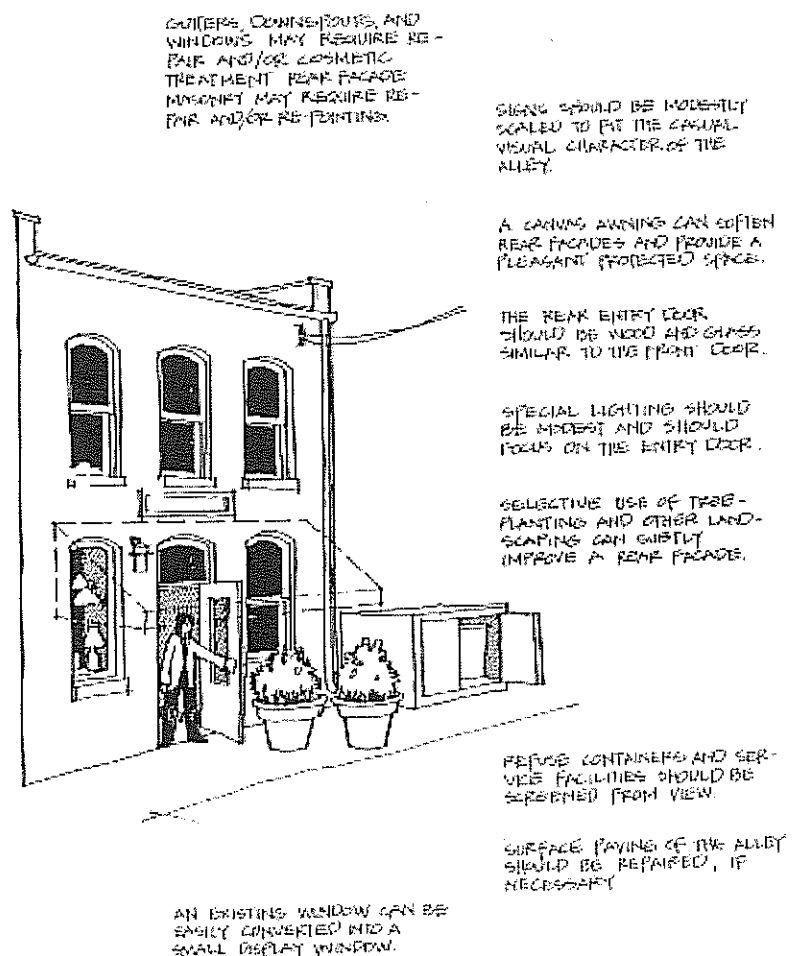 GUTTERS, DOWNSPOUTS, AND
WINDOWS MAY REQUIRE RE-
PAIR AND/OR COSMETIC
TREATMENT REAR FACADE
MASONRY MAY REQUIRE RE-
PAIR AND/OR RE-POINTING.
SIGNS SHOULD BE MODESTLY
SCALED TO FIT THE CASUAL
VISUAL CHARACTER OF THE
ALLEY.
A CANVAS AWNING CAN SOFTEN
REAR FACADES AND PROVIDE A
PLEASANT PROTECTED SPACE.
THE REAR ENTRY DOOR
SHOULD BE WOOD AND GLASS
SIMILAR TO THE FRONT DOOR.
SPECIAL LIGHTING SHOULD
BE MODEST AND SHOULD
FOCUS ON THE ENTRY DOOR.
SELECTIVE USE OF TREE-
PLANTING AND OTHER LAND-
SCAPING CAN SUBTLY
IMPROVE A REAR FACADE.
REFUSE CONTAINERS AND SER-
VICE FACILITIES SHOULD BE
SCREENED FROM VIEW.
SURFACE PAVING OF THE ALLEY
SHOULD BE REPAIRED, IF
NECESSARY
AN EXISTING WINDOW CAN BE
EASILY CONVERTED INTO A
SMALL DISPLAY WINDOW.